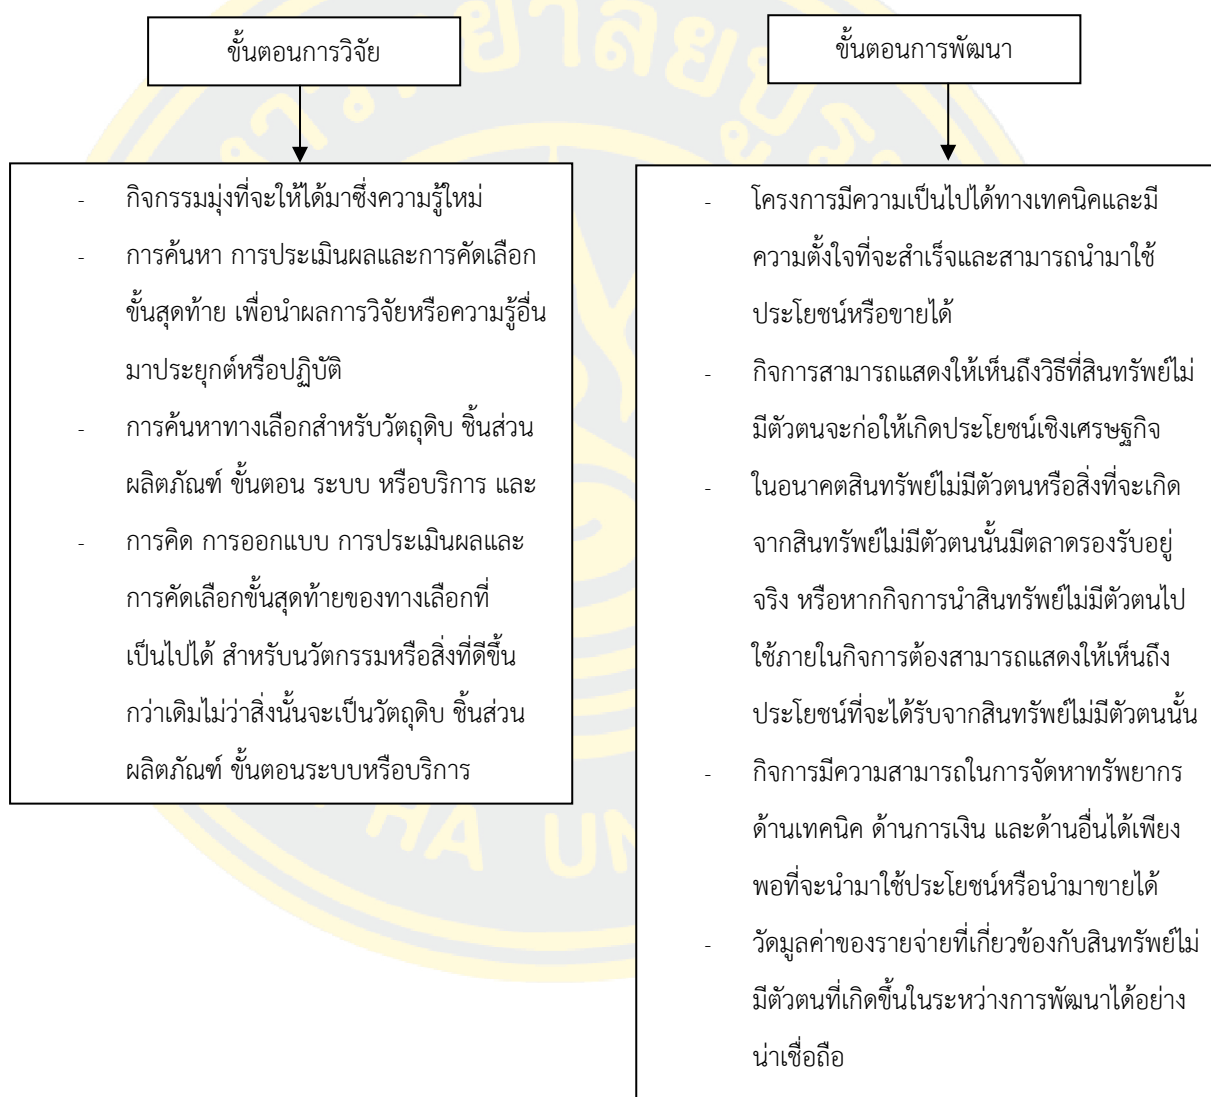 ขั้นตอนการวิจัย
- กิจกรรมมุ่งที่จะให้ได้มาซึ่งความรู้ใหม่
- การค้นหา การประเมินผลและการคัดเลือก
ขั้นสุดท้าย เพื่อนำผลการวิจัยหรือความรู้อื่น
มาประยุกต์หรือปฏิบัติ
- การค้นหาทางเลือกสำหรับวัตถุดิบ ชิ้นส่วน
ผลิตภัณฑ์ ขั้นตอน ระบบ หรือบริการ และ
- การคิด การออกแบบ การประเมินผลและ
การคัดเลือกขั้นสุดท้ายของทางเลือกที่
เป็นไปได้ สำหรับนวัตกรรมหรือสิ่งที่ดีขึ้น
กว่าเดิมไม่ว่าสิ่งนั้นจะเป็นวัตถุดิบ ชิ้นส่วน
ผลิตภัณฑ์ ขั้นตอนระบบหรือบริการ
ขั้นตอนการพัฒนา
- โครงการมีความเป็นไปได้ทางเทคนิคและมี
ความตั้งใจที่จะสำเร็จและสามารถนำมาใช้
ประโยชน์หรือขายได้
- กิจการสามารถแสดงให้เห็นถึงวิธีที่สินทรัพย์ไม่
มีตัวตนจะก่อให้เกิดประโยชน์เชิงเศรษฐกิจ
- ในอนาคตสินทรัพย์ไม่มีตัวตนหรือสิ่งที่จะเกิด
จากสินทรัพย์ไม่มีตัวตนนั้นมีตลาดรองรับอยู่
จริง หรือหากกิจการนำสินทรัพย์ไม่มีตัวตนไป
ใช้ภายในกิจการต้องสามารถแสดงให้เห็นถึง
ประโยชน์ที่จะได้รับจากสินทรัพย์ไม่มีตัวตนนั้น
- กิจการมีความสามารถในการจัดหาทรัพยากร
ด้านเทคนิค ด้านการเงิน และด้านอื่นได้เพียง
พอที่จะนำมาใช้ประโยชน์หรือนำมาขายได้
- วัดมูลค่าของรายจ่ายที่เกี่ยวข้องกับสินทรัพย์ไม่
มีตัวตนที่เกิดขึ้นในระหว่างการพัฒนาได้อย่าง
น่าเชื่อถือ